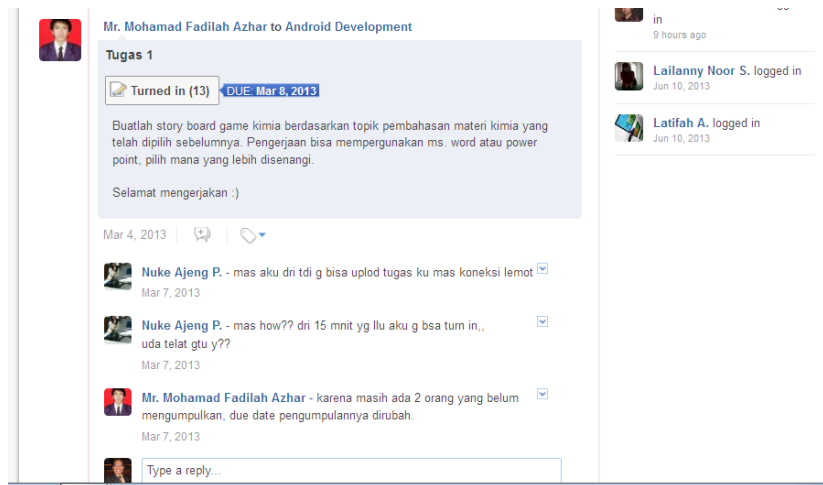 Mr. Mohamad Fadilah Azhar to Android Development
Tugas 1
Turned in (13) DUE: Mar 8, 2013
Buatlah story board game kimia berdasarkan topik pembahasan materi kimia yang
telah dipilih sebelumnya. Pengerjaan bisa mempergunakan ms. word atau power
point, pilih mana yang lebih disenangi.
Selamat mengerjakan :)
Mar 4, 2013
Nuke Ajeng P. - mas aku dri tdi g bisa uplod tugas ku mas koneksi lemot
Mar 7, 2013
Nuke Ajeng P. - mas how?? dri 15 mnit yg llu aku g bsa turn in,,
uda telat gtu y??
Mar 7, 2013
Mr. Mohamad Fadilah Azhar - karena masih ada 2 orang yang belum
mengumpulkan, due date pengumpulannya dirubah.
Mar 7, 2013
Type a reply...
in
9 hours ago
Lailanny Noor S. logged in
Jun 10, 2013
Latifah A. logged in
Jun 10, 2013